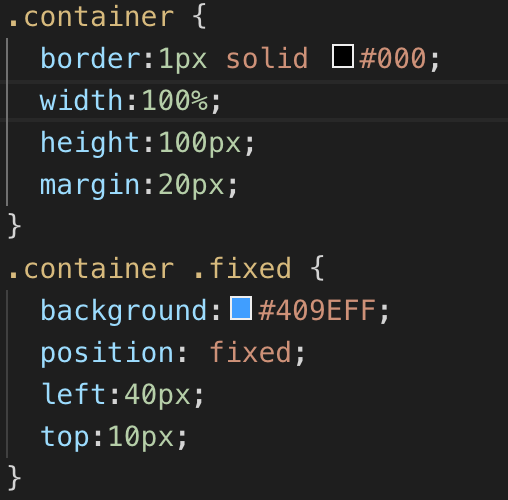 .container {
border:1px solid #000;
width:100%;
height:100px;
margin:20px;
}
.container .fixed {
background:#409EFF;
position: fixed;
left:40px;
top:10px;
}